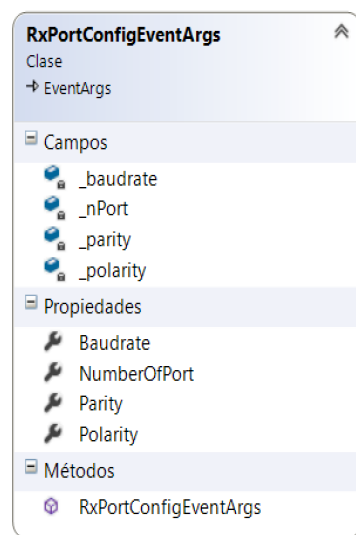 RxPortConfigEventArgs
Clase
EventArgs
Campos
_baudrate
_nPort
_parity
_polarity
Propiedades
Baudrate
NumberOfPort
Parity
Polarity
Métodos
RxPortConfigEventArgs